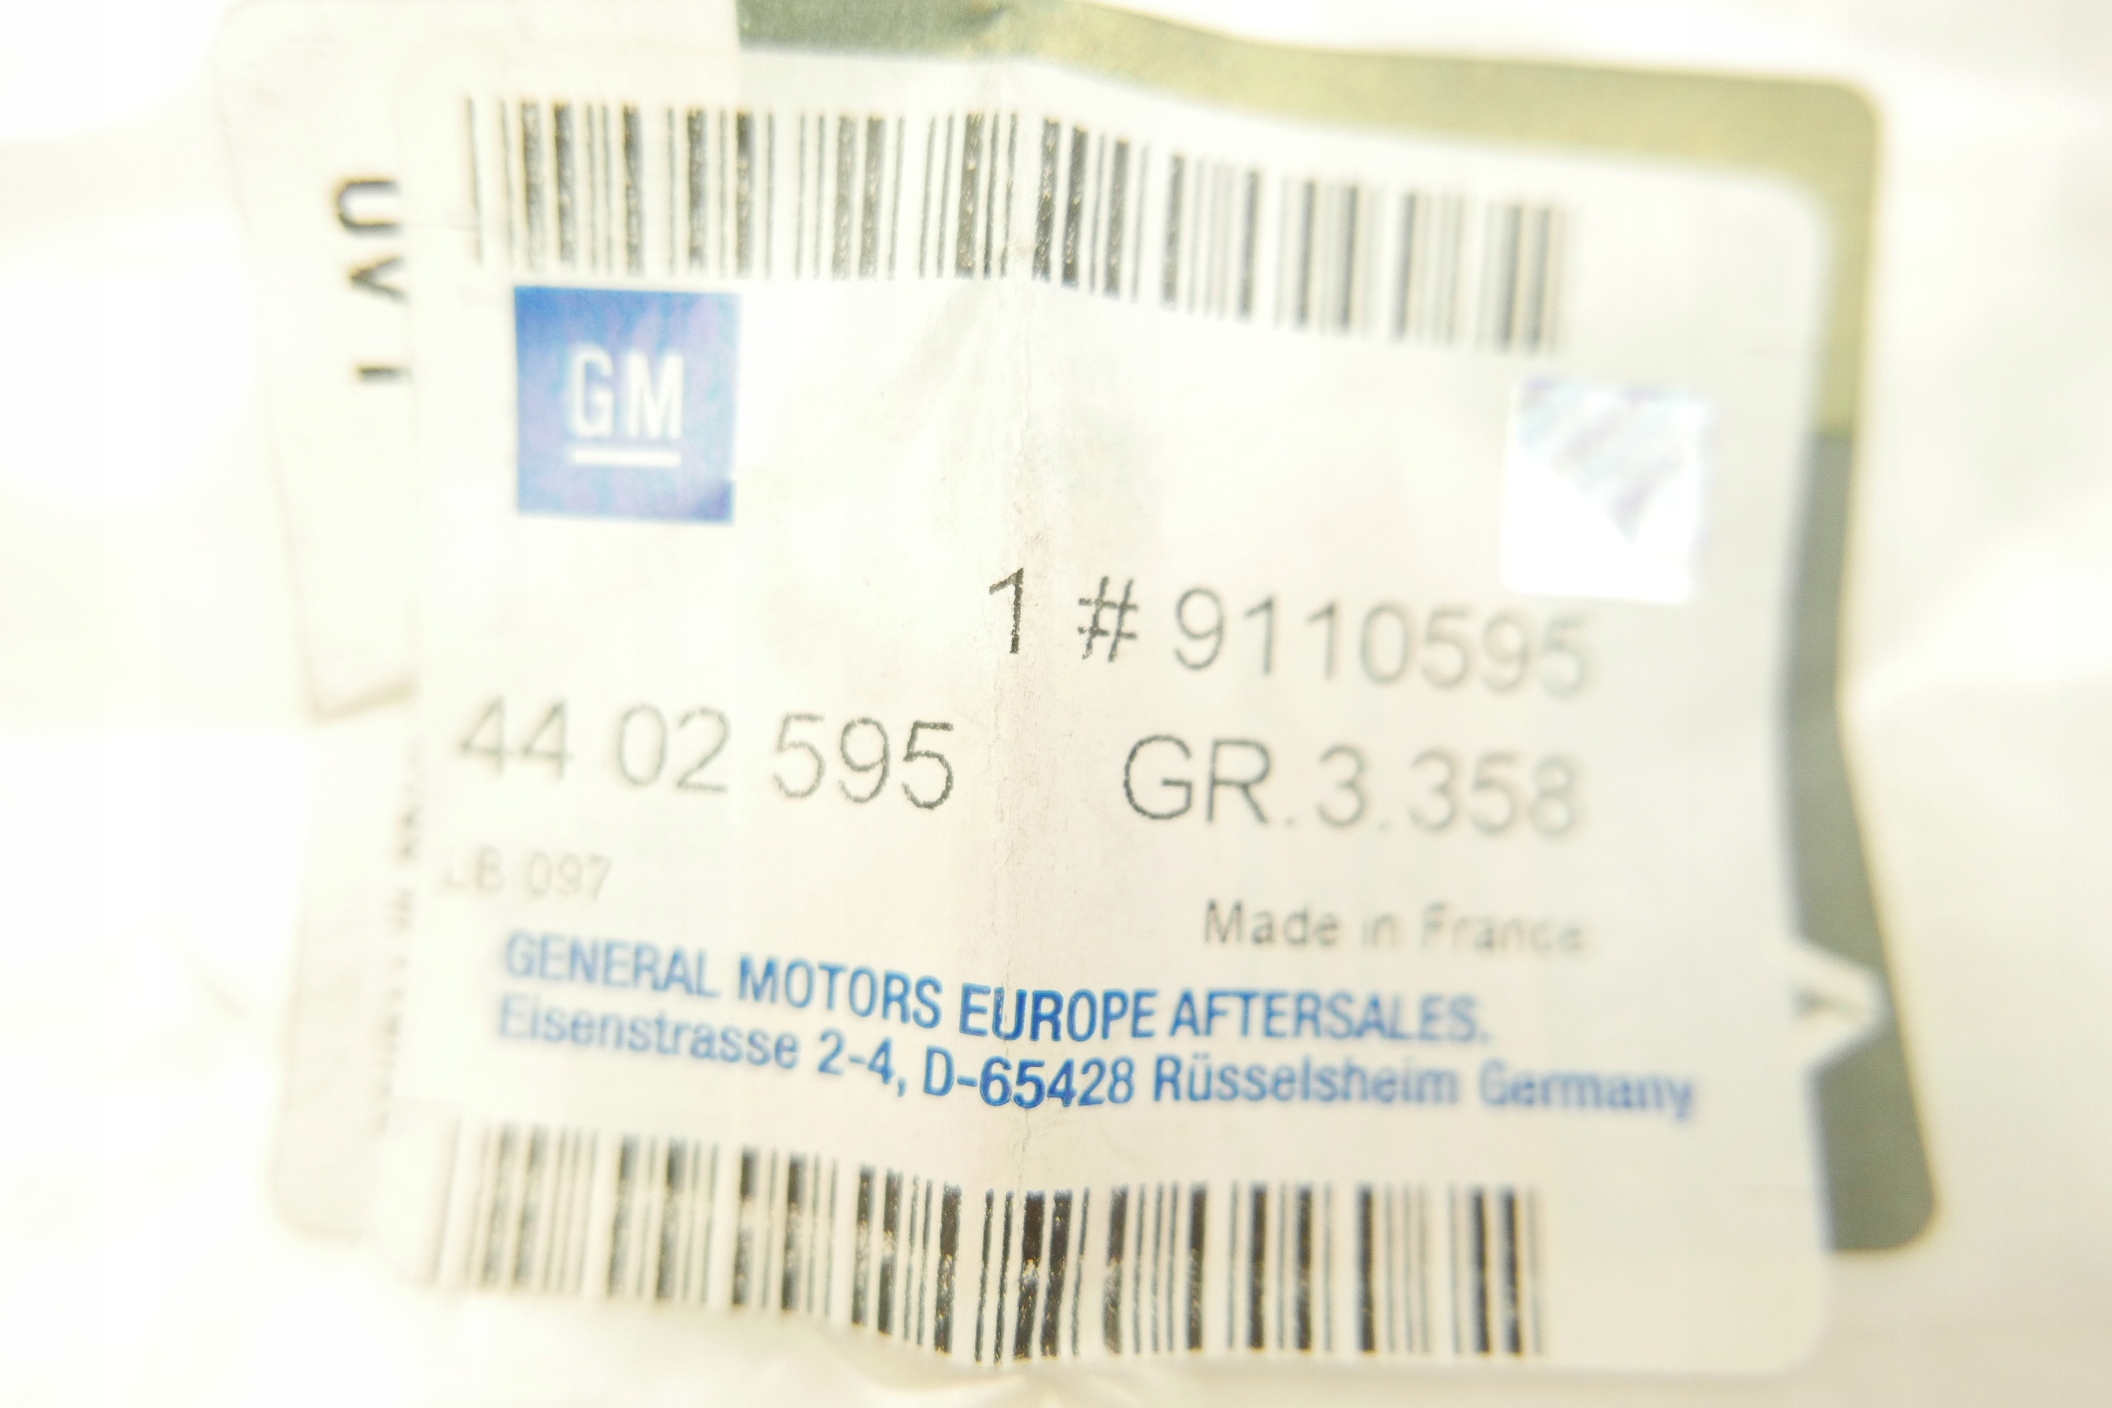 GM
1 # 9110595
44 02 595 GR.3.358
LB 097
Made in France
GENERAL MOTORS EUROPE AFTERSALES.
Eisenstrasse 2-4, D-65428 Rüsselsheim Germany